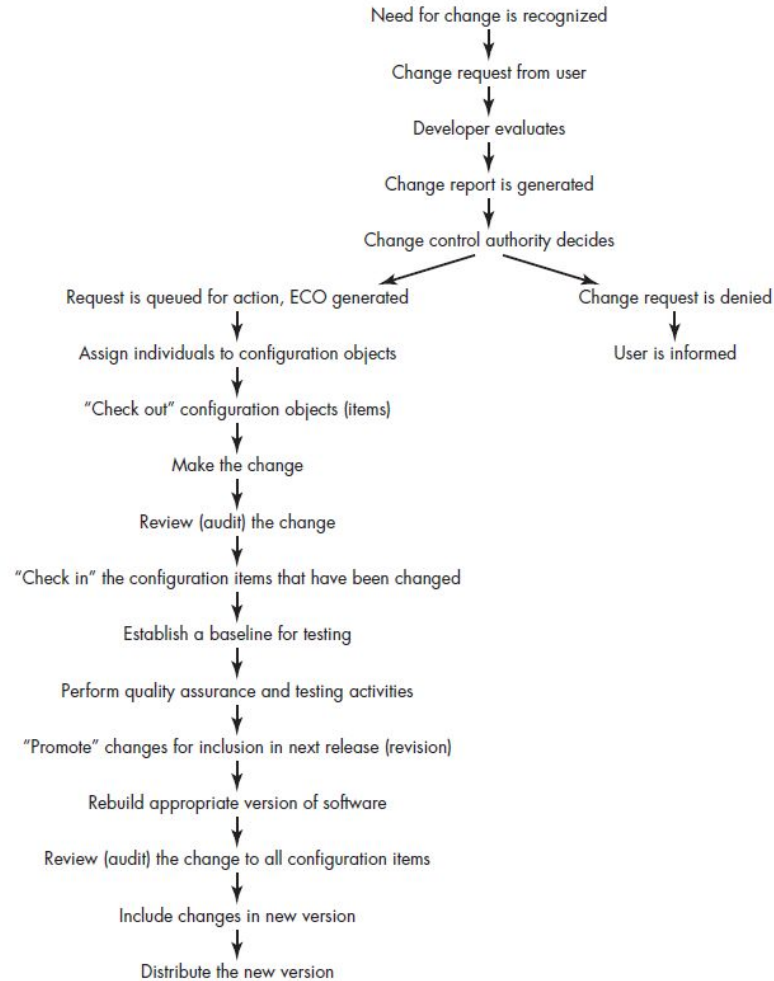 Need for change is recognized
Change request from user
Developer evaluates
Change report is generated
Change control authority decides
Request is queued for action, ECO generated
Change request is denied
Assign individuals to configuration objects
User is informed
“Check out” configuration objects (items)
Make the change
Review (audit) the change
“Check in” the configuration items that have been changed
Establish a baseline for testing
Perform quality assurance and testing activities
“Promote” changes for inclusion in next release (revision)
Rebuild appropriate version of software
Review (audit) the change to all configuration items
Include changes in new version
Distribute the new version